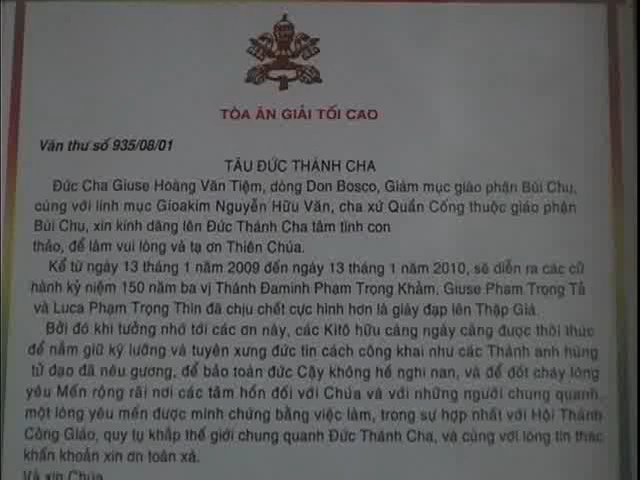 TÒA ÂN GIẢI TỐI CAO
Văn thư số 935/08/01
TÂU ĐỨC THÁNH CHA
Đức Cha Giuse Hoàng Văn Tiệm, dòng Don Bosco, Giám mục giáo phận Bùi Chu,
cùng với linh mục Gioakim Nguyễn Hữu Văn, cha xứ Quần Cống thuộc giáo phận
Bùi Chu, xin kính dâng lên Đức Thánh Cha tâm tình con
thảo, để làm vui lòng và tạ ơn Thiên Chúa.
Kể từ ngày 13 tháng 1 năm 2009 đến ngày 13 tháng 1 năm 2010, sẽ diễn ra các cử
hành kỷ niệm 150 năm ba vị Thánh Đaminh Phạm Trọng Khảm, Giuse Phạm Trọng Tả
và Luca Phạm Trọng Thìn đã chịu chết cực hình hơn là giày đạp lên Thập Giá.
Bởi đó khi tưởng nhớ tới các ơn này, các Kitô hữu càng ngày càng được thôi thúc
để nắm giữ kỹ lưỡng và tuyên xưng đức tin cách công khai như các Thánh anh hùng
tử đạo đã nêu gương, để bảo toàn đức Cậy không hề nghi nan, và để đốt cháy lòng
yêu Mến rộng rãi nơi các tâm hồn đối với Chúa và với những người chung quanh,
một lòng yêu mến được minh chứng bằng việc làm, trong sự hợp nhất với Hội Thánh
Công Giáo, quy tụ khắp thế giới chung quanh Đức Thánh Cha, và cùng với lòng tin thác
khẩn khoản xin ơn toàn xá.
Và xin Chúa